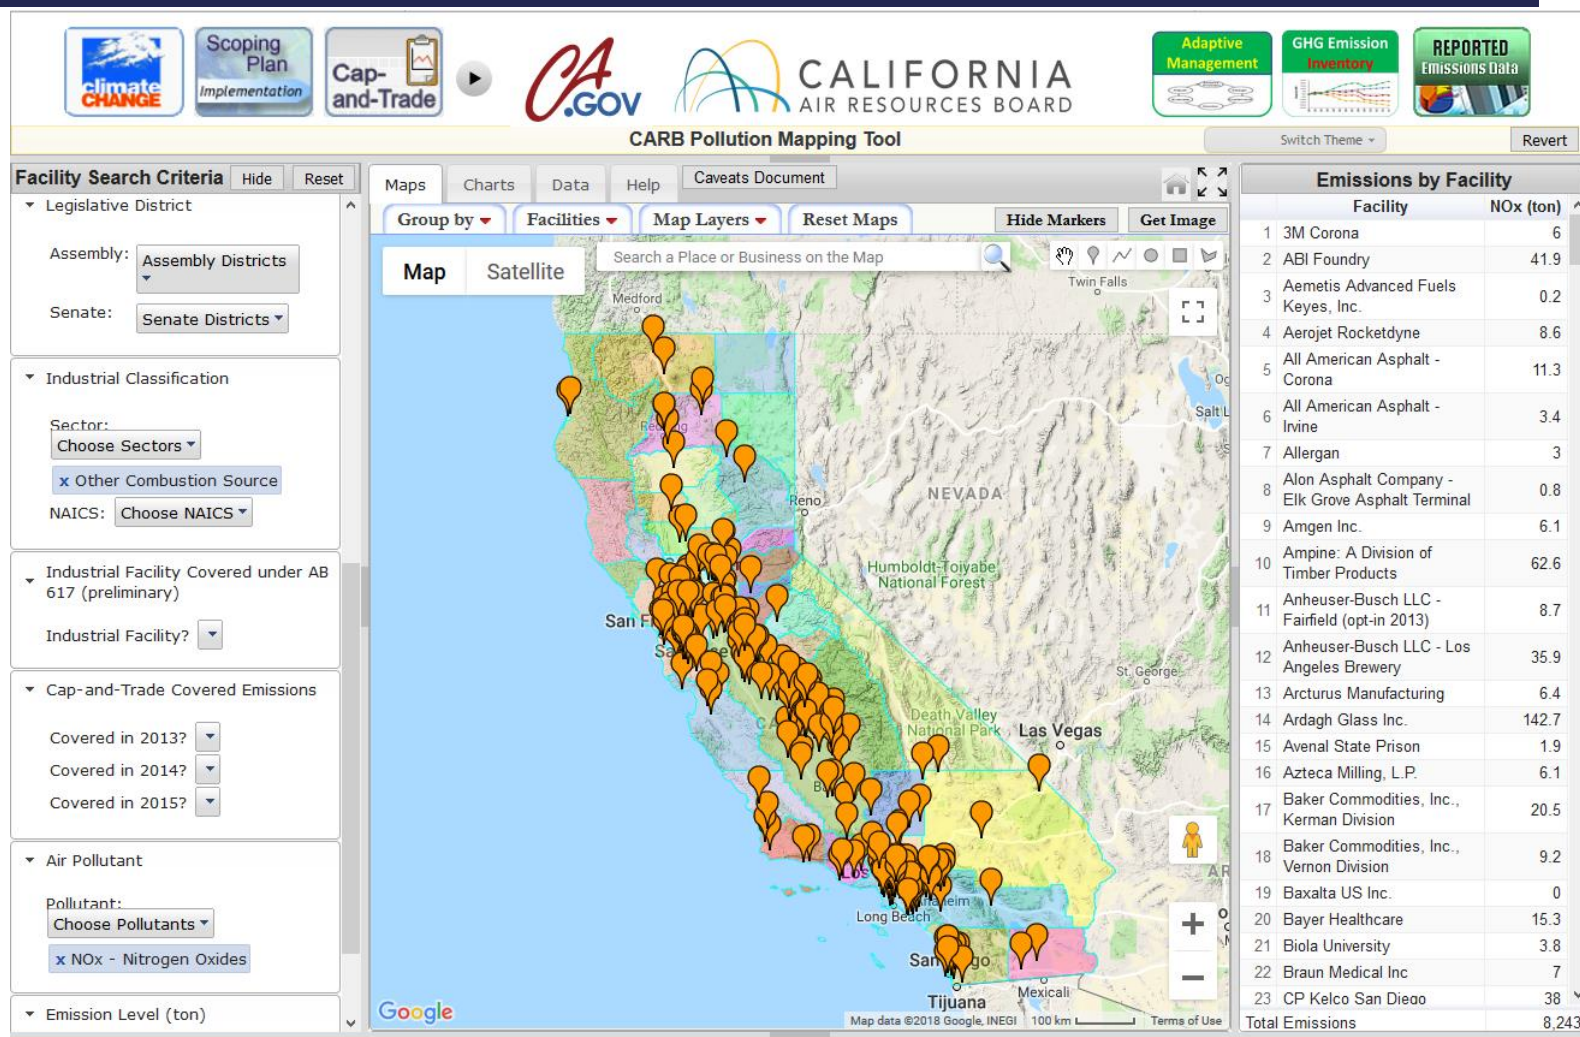 climate
CHANGE
Scoping
Plan
Implementation
Cap-
and-Trade
CA
.GOV
CALIFORNIA
AIR RESOURCES BOARD
Adaptive
Management
GHG Emission
Inventory
REPORTED
Emissions Data
CARB Pollution Mapping Tool
Switch Theme
Revert
Facility Search Criteria
Hide
Reset
Legislative District
Assembly:
Assembly Districts
Senate:
Senate Districts
Industrial Classification
Sector:
Choose Sectors
x Other Combustion Source
NAICS:
Choose NAICS
Industrial Facility Covered under AB
617 (preliminary)
Industrial Facility?
Cap-and-Trade Covered Emissions
Covered in 2013?
Covered in 2014?
Covered in 2015?
Air Pollutant
Pollutant:
Choose Pollutants
x NOx - Nitrogen Oxides
Emission Level (ton)
Maps
Charts
Data
Help
Caveats Document
Group by
Facilities
Map Layers
Reset Maps
Hide Markers
Get Image
Map
Satellite
Search a Place or Business on the Map
Medford
Twin Falls
Salt L
Reno
NEVADA
Humboldt-Toiyabe
National Forest
San F
St. George
Death Valley
National Park
Las Vegas
Los
Long Beach
Tijuana
Mexicali
Google
Map data ©2018 Google, INEGI
100 km
Terms of Use
Emissions by Facility
Facility NOx (ton)
1 3M Corona 6
2 ABI Foundry 41.9
3 Aemetis Advanced Fuels
Keyes, Inc. 0.2
4 Aerojet Rocketdyne 8.6
5 All American Asphalt -
Corona 11.3
6 All American Asphalt -
Irvine 3.4
7 Allergan 3
8 Alon Asphalt Company -
Elk Grove Asphalt Terminal 0.8
9 Amgen Inc. 6.1
10 Ampine: A Division of
Timber Products 62.6
11 Anheuser-Busch LLC -
Fairfield (opt-in 2013) 8.7
12 Anheuser-Busch LLC - Los
Angeles Brewery 35.9
13 Arcturus Manufacturing 6.4
14 Ardagh Glass Inc. 142.7
15 Avenal State Prison 1.9
16 Azteca Milling, L.P. 6.1
17 Baker Commodities, Inc.,
Kerman Division 20.5
18 Baker Commodities, Inc.,
Vernon Division 9.2
19 Baxalta US Inc. 0
20 Bayer Healthcare 15.3
21 Biola University 3.8
22 Braun Medical Inc 7
23 CP Kelco San Diego 38
Total Emissions 8,243